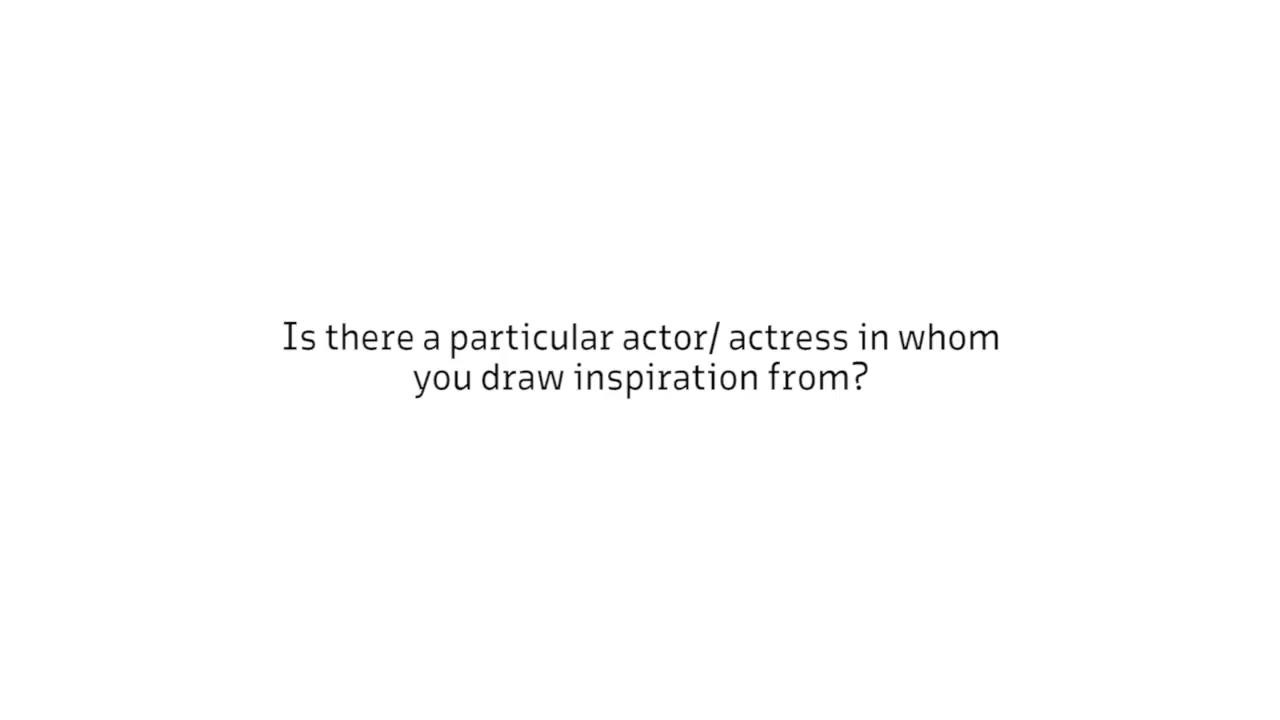 Is there a particular actor/ actress in whom
you draw inspiration from?